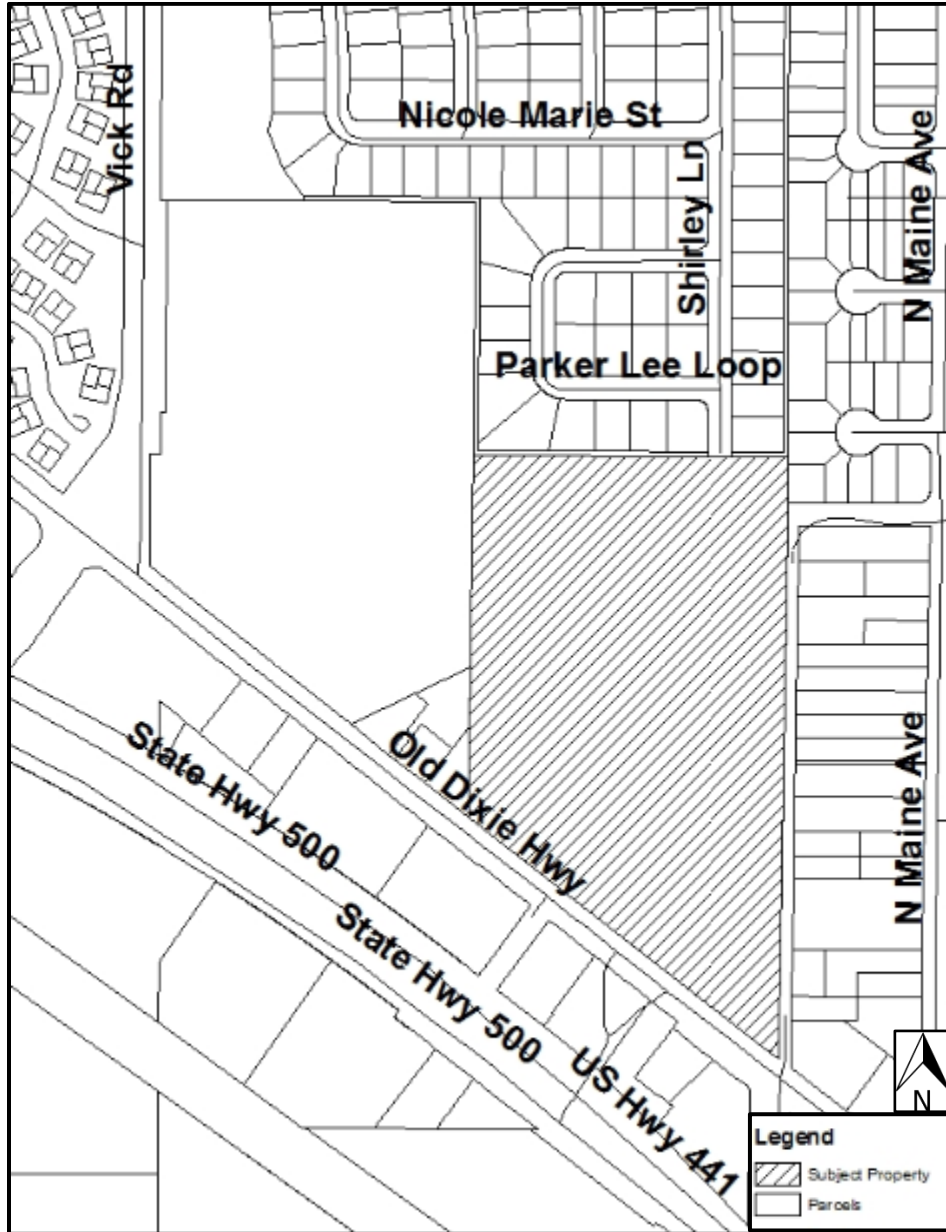 Vick Rd
Nicole Marie St
N Maine Ave
Shirley Ln
Parker Lee Loop
Old Dixie Hwy
State Hwy 500
N Maine Ave
State Hwy 500
US Hwy 441
N
Legend
Subject Property
Parcels